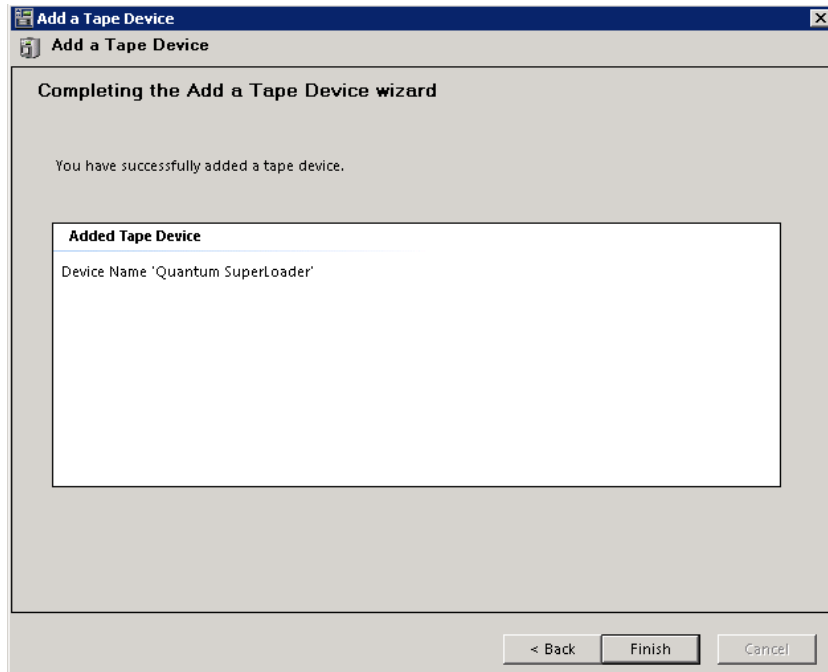 Add a Tape Device
Add a Tape Device
Completing the Add a Tape Device wizard
You have successfully added a tape device.
Added Tape Device
Device Name 'Quantum SuperLoader'
< Back
Finish
Cancel